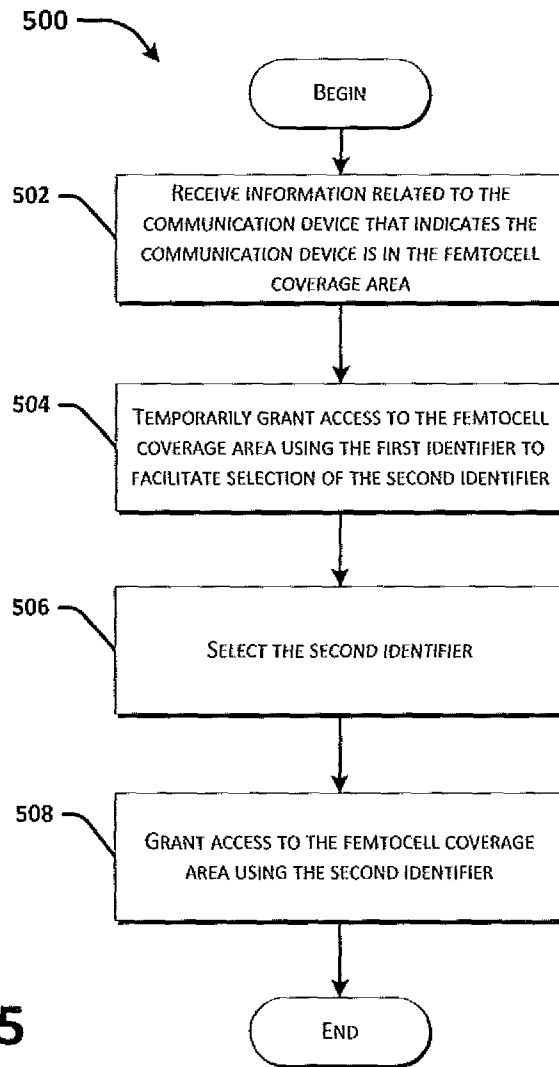 500
BEGIN
502
RECEIVE INFORMATION RELATED TO THE
COMMUNICATION DEVICE THAT INDICATES THE
COMMUNICATION DEVICE IS IN THE FEMTOCELL
COVERAGE AREA
504
TEMPORARILY GRANT ACCESS TO THE FEMTOCELL
COVERAGE AREA USING THE FIRST IDENTIFIER TO
FACILITATE SELECTION OF THE SECOND IDENTIFIER
506
SELECT THE SECOND IDENTIFIER
508
GRANT ACCESS TO THE FEMTOCELL COVERAGE
AREA USING THE SECOND IDENTIFIER
5
END